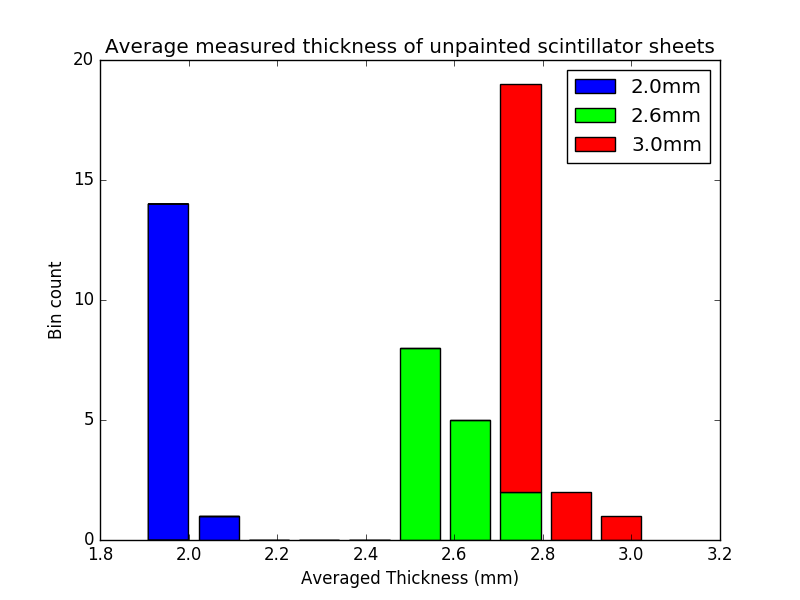 Average measured thickness of unpainted scintillator sheets
20
15
10
5
0
Bin count
2.0mm
2.6mm
3.0mm
1.8 2.0 2.2 2.4 2.6 2.8 3.0 3.2
Averaged Thickness (mm)